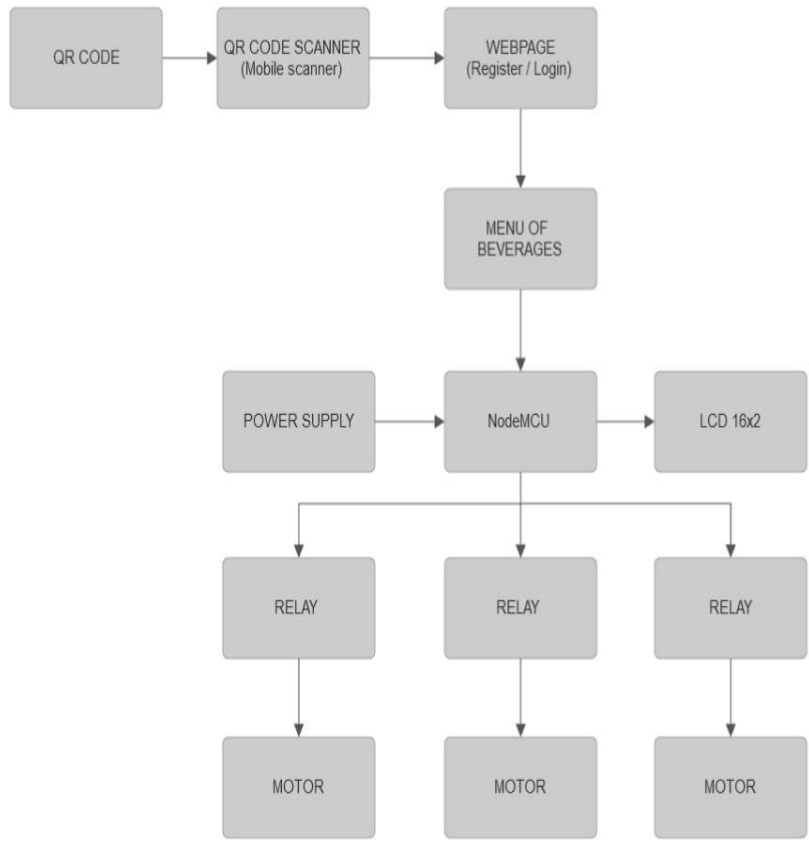 QR CODE
QR CODE SCANNER
(Mobile scanner)
WEBPAGE
(Register / Login)
MENU OF
BEVERAGES
POWER SUPPLY
NodeMCU
LCD 16x2
RELAY
RELAY
RELAY
MOTOR
MOTOR
MOTOR